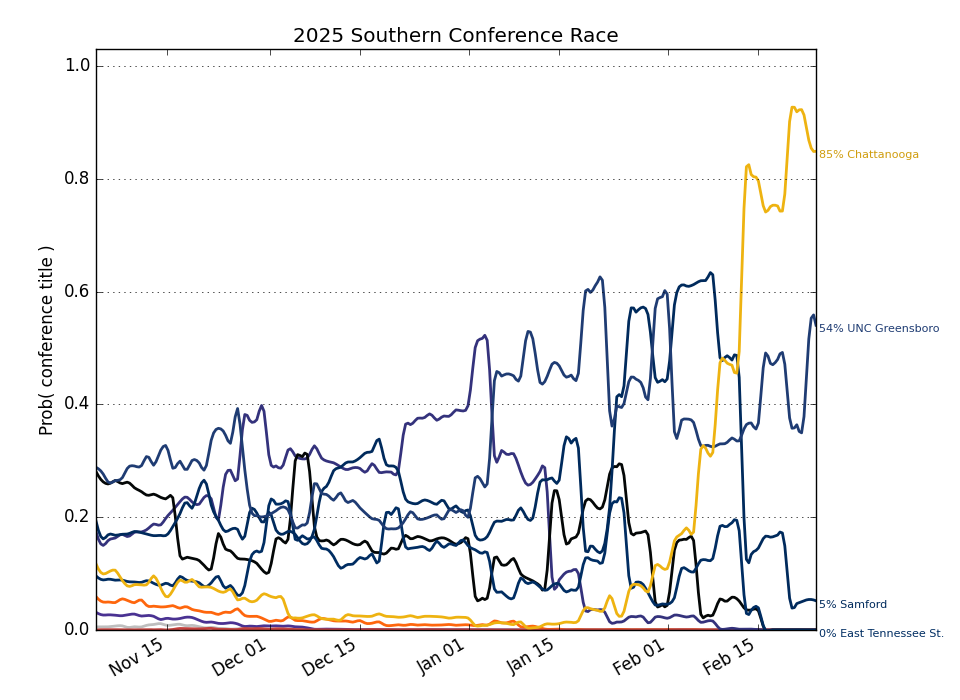 2025 Southern Conference Race
Prob( conference title )
1.0
0.8
0.6
0.4
0.2
0.0
85% Chattanooga
54% UNC Greensboro
5% Samford
0% East Tennessee St.
Nov 15
Dec 01
Dec 15
Jan 01
Jan 15
Feb 01
Feb 15